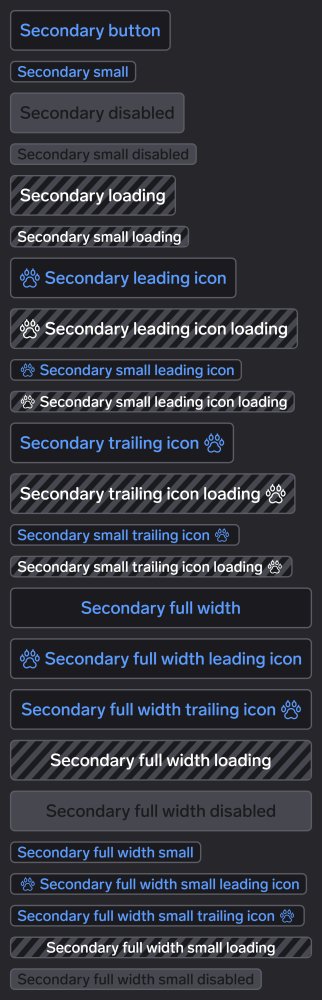 Secondary button
Secondary small
Secondary disabled
Secondary small disabled
Secondary loading
Secondary small loading
Secondary leading icon
Secondary leading icon loading
Secondary small leading icon
Secondary small leading icon loading
Secondary trailing icon
Secondary trailing icon loading
Secondary small trailing icon
Secondary small trailing icon loading
Secondary full width
Secondary full width leading icon
Secondary full width trailing icon
Secondary full width loading
Secondary full width disabled
Secondary full width small
Secondary full width small leading icon
Secondary full width small trailing icon
Secondary full width small loading
Secondary full width small disabled